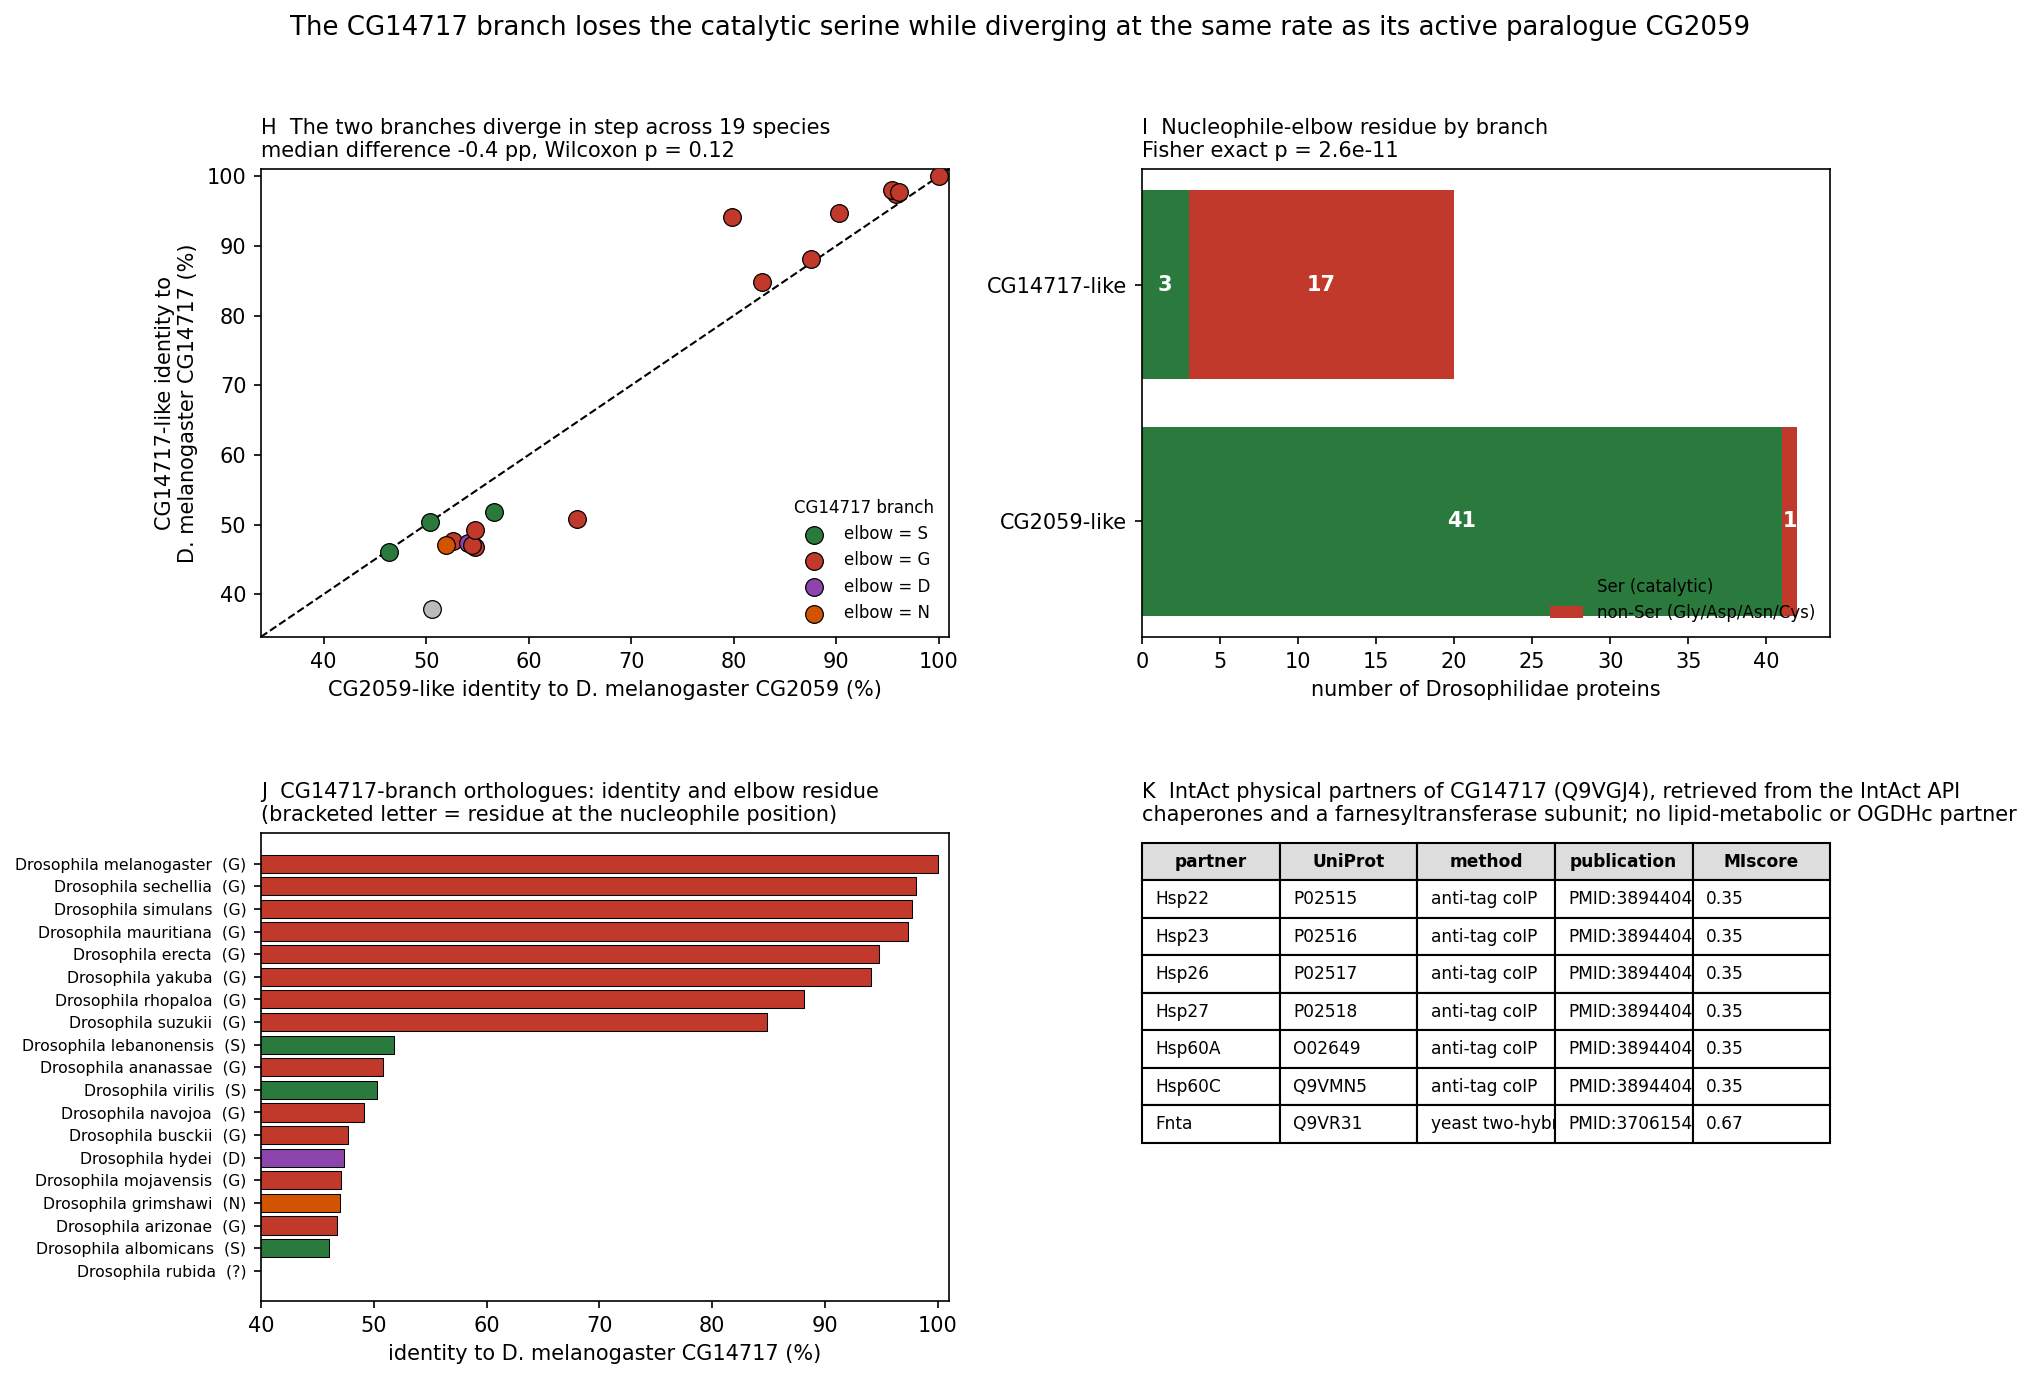 The CG14717 branch loses the catalytic serine while diverging at the same rate as its active paralogue CG2059
H  The two branches diverge in step across 19 species
median difference -0.4 pp, Wilcoxon p = 0.12
100
90
80
70
60
50
40
CG14717-like identity to
D. melanogaster CG14717 (%)
CG14717 branch
elbow = S
elbow = G
elbow = D
elbow = N
40 50 60 70 80 90 100
CG2059-like identity to D. melanogaster CG2059 (%)
I  Nucleophile-elbow residue by branch
Fisher exact p = 2.6e-11
CG14717-like
3
17
CG2059-like
41
1
Ser (catalytic)
non-Ser (Gly/Asp/Asn/Cys)
0 5 10 15 20 25 30 35 40
number of Drosophilidae proteins
J  CG14717-branch orthologues: identity and elbow residue
(bracketed letter = residue at the nucleophile position)
Drosophila melanogaster  (G)
Drosophila sechellia  (G)
Drosophila simulans  (G)
Drosophila mauritiana  (G)
Drosophila erecta  (G)
Drosophila yakuba  (G)
Drosophila rhopaloa  (G)
Drosophila suzukii  (G)
Drosophila lebanonensis  (S)
Drosophila ananassae  (G)
Drosophila virilis  (S)
Drosophila navojoa  (G)
Drosophila busckii  (G)
Drosophila hydei  (D)
Drosophila mojavensis  (G)
Drosophila grimshawi  (N)
Drosophila arizonae  (G)
Drosophila albomicans  (S)
Drosophila rubida  (?)
40 50 60 70 80 90 100
identity to D. melanogaster CG14717 (%)
K  IntAct physical partners of CG14717 (Q9VGJ4), retrieved from the IntAct API
chaperones and a farnesyltransferase subunit; no lipid-metabolic or OGDHc partner
partner UniProt method publication MIscore
Hsp22 P02515 anti-tag coIP PMID:3894404 0.35
Hsp23 P02516 anti-tag coIP PMID:3894404 0.35
Hsp26 P02517 anti-tag coIP PMID:3894404 0.35
Hsp27 P02518 anti-tag coIP PMID:3894404 0.35
Hsp60A O02649 anti-tag coIP PMID:3894404 0.35
Hsp60C Q9VMN5 anti-tag coIP PMID:3894404 0.35
Fnta Q9VR31 yeast two-hybr PMID:3706154 0.67